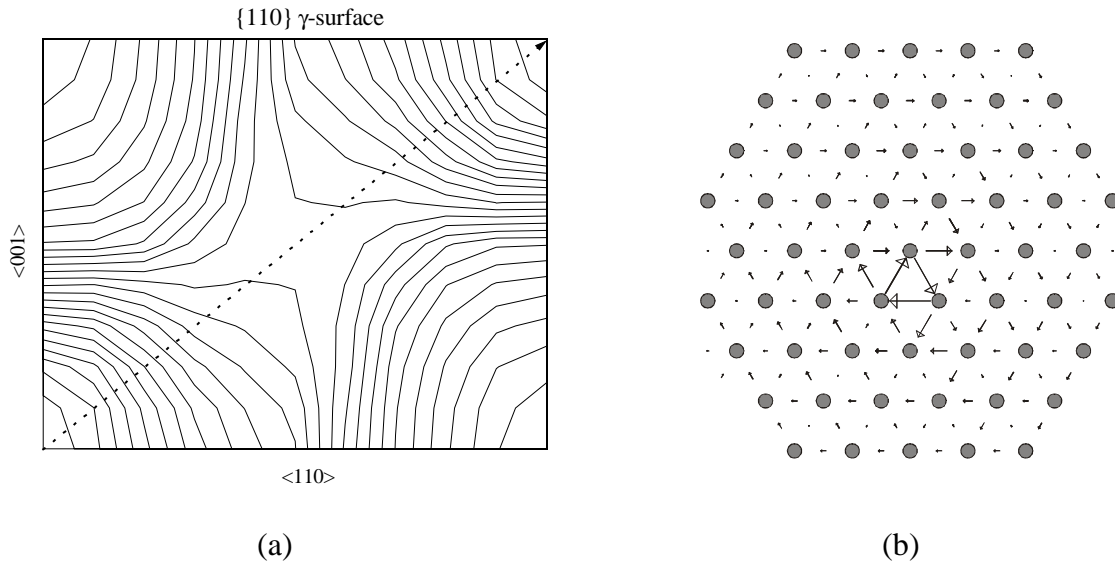 {110} γ-surface
<001>
<110>
(a)
(b)